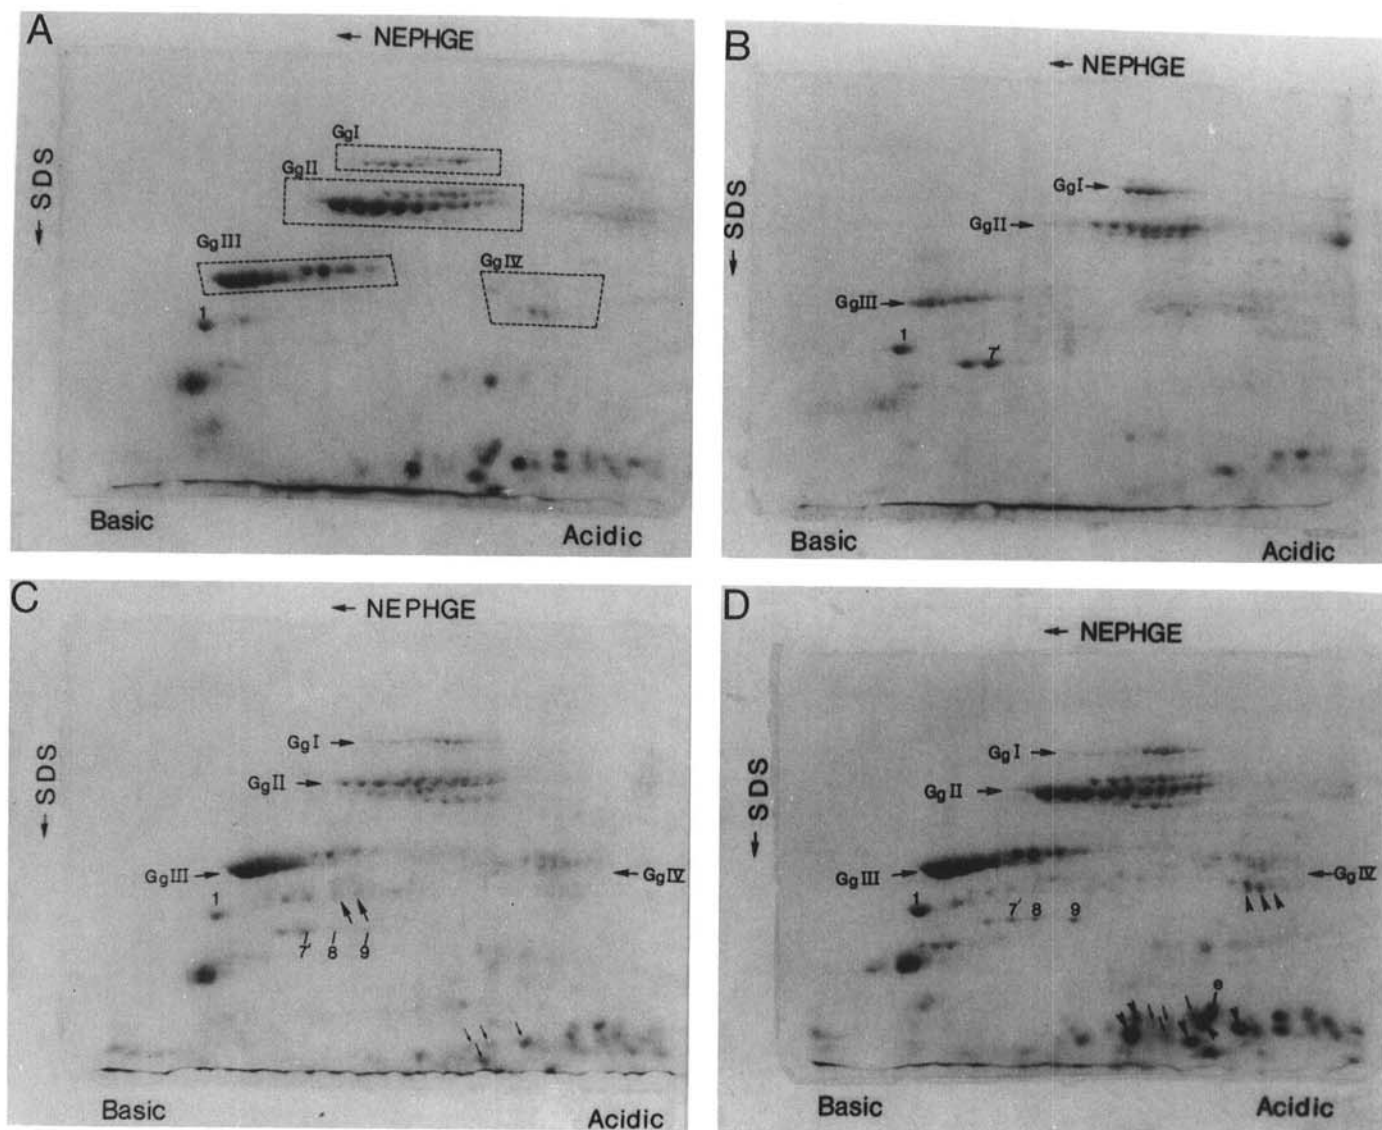 A
← NEPHGE
← SDS
GgI
GgII
GgIII
GgIV
1
Basic
Acidic
B
← NEPHGE
← SDS
GgI
GgII
GgIII
1
7'
Basic
Acidic
C
← NEPHGE
← SDS
GgI
GgII
GgIII
GgIV
1
7' 8 9
Basic
Acidic
D
← NEPHGE
← SDS
GgI
GgII
GgIII
GgIV
1
7' 8 9
e
Basic
Acidic